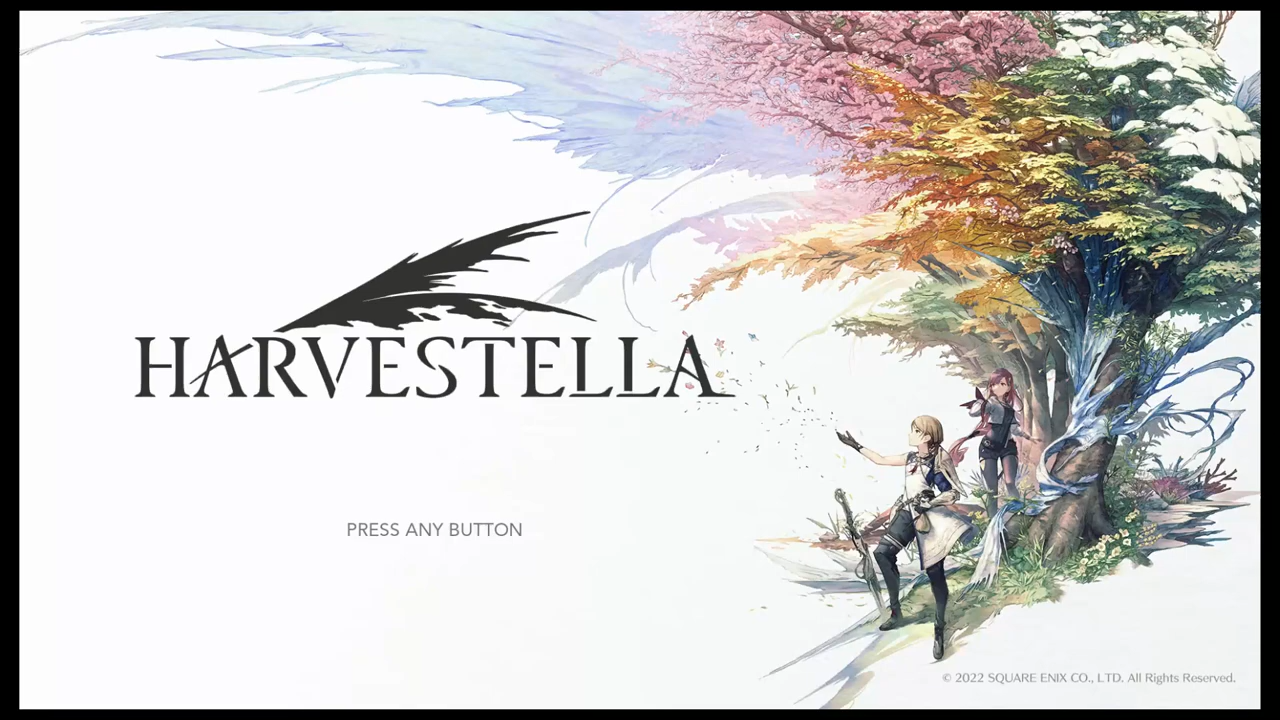 HARVESTELLA
PRESS ANY BUTTON
© 2022 SQUARE ENIX CO., LTD. All Rights Reserved.